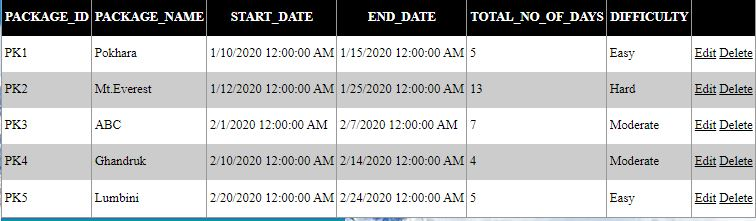 PACKAGE_ID PACKAGE_NAME START_DATE END_DATE TOTAL_NO_OF_DAYS DIFFICULTY
PK1 Pokhara 1/10/2020 12:00:00 AM 1/15/2020 12:00:00 AM 5 Easy Edit Delete
PK2 Mt.Everest 1/12/2020 12:00:00 AM 1/25/2020 12:00:00 AM 13 Hard Edit Delete
PK3 ABC 2/1/2020 12:00:00 AM 2/7/2020 12:00:00 AM 7 Moderate Edit Delete
PK4 Ghandruk 2/10/2020 12:00:00 AM 2/14/2020 12:00:00 AM 4 Moderate Edit Delete
PK5 Lumbini 2/20/2020 12:00:00 AM 2/24/2020 12:00:00 AM 5 Easy Edit Delete